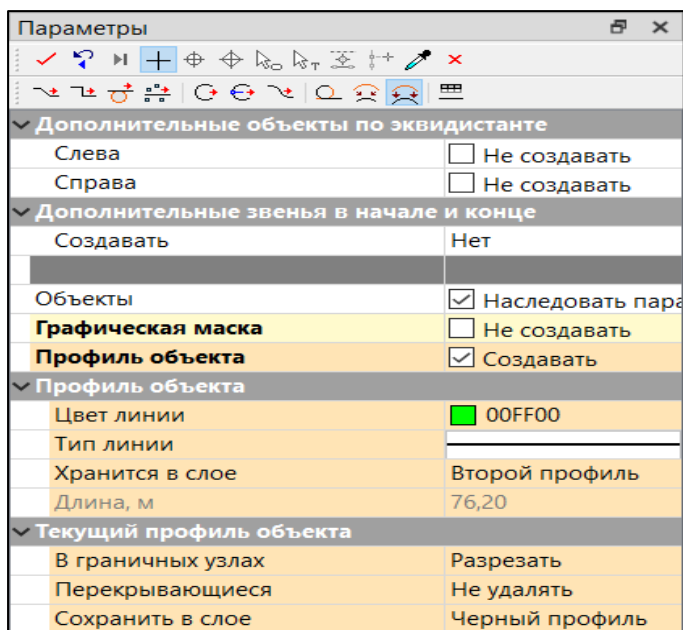 Параметры
Дополнительные объекты по эквидистанте
Слева Не создавать
Справа Не создавать
Дополнительные звенья в начале и конце
Создавать Нет
Объекты Наследовать пара
Графическая маска Не создавать
Профиль объекта Создавать
Профиль объекта
Цвет линии 00FF00
Тип линии
Хранится в слое Второй профиль
Длина, м 76,20
Текущий профиль объекта
В граничных узлах Разрезать
Перекрывающиеся Не удалять
Сохранить в слое Черный профиль